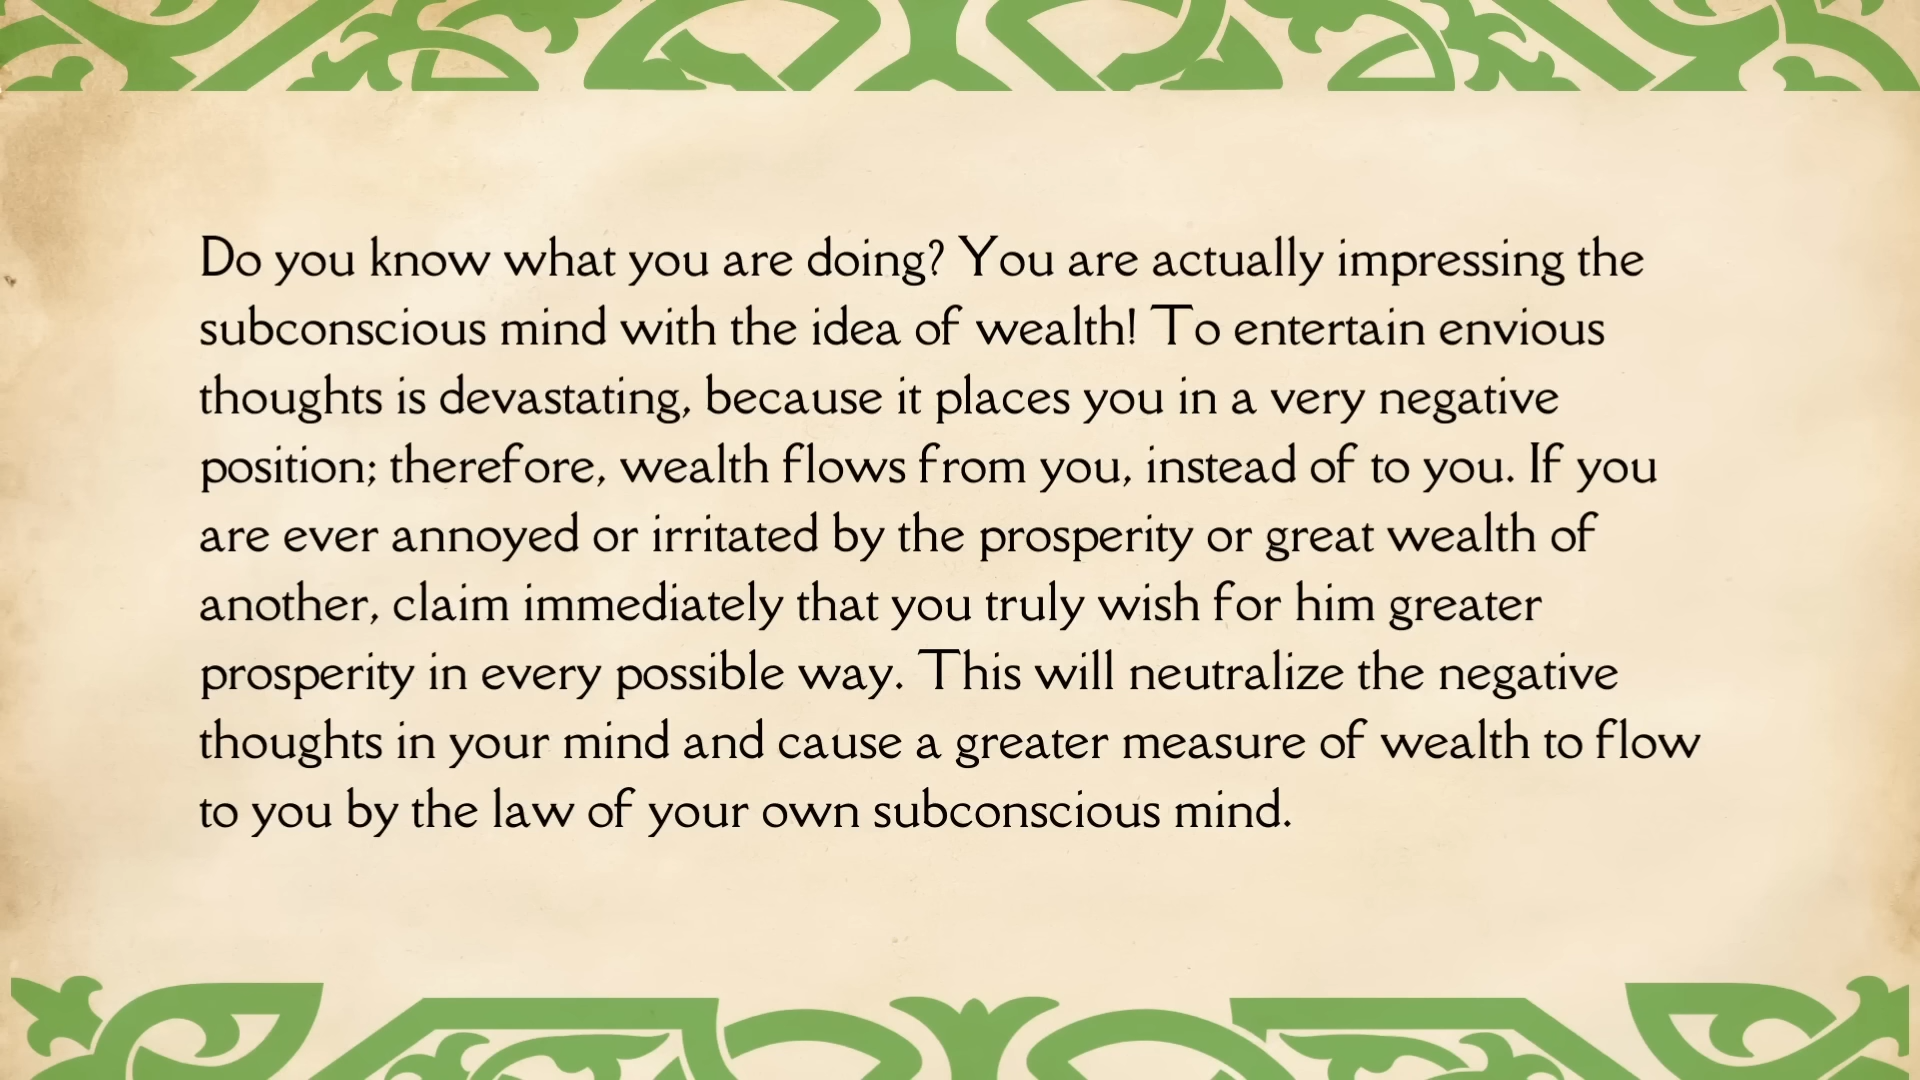 Do you know what you are doing? You are actually impressing the
subconscious mind with the idea of wealth! To entertain envious
thoughts is devastating, because it places you in a very negative
position; therefore, wealth flows from you, instead of to you. If you
are ever annoyed or irritated by the prosperity or great wealth of
another, claim immediately that you truly wish for him greater
prosperity in every possible way. This will neutralize the negative
thoughts in your mind and cause a greater measure of wealth to flow
to you by the law of your own subconscious mind.